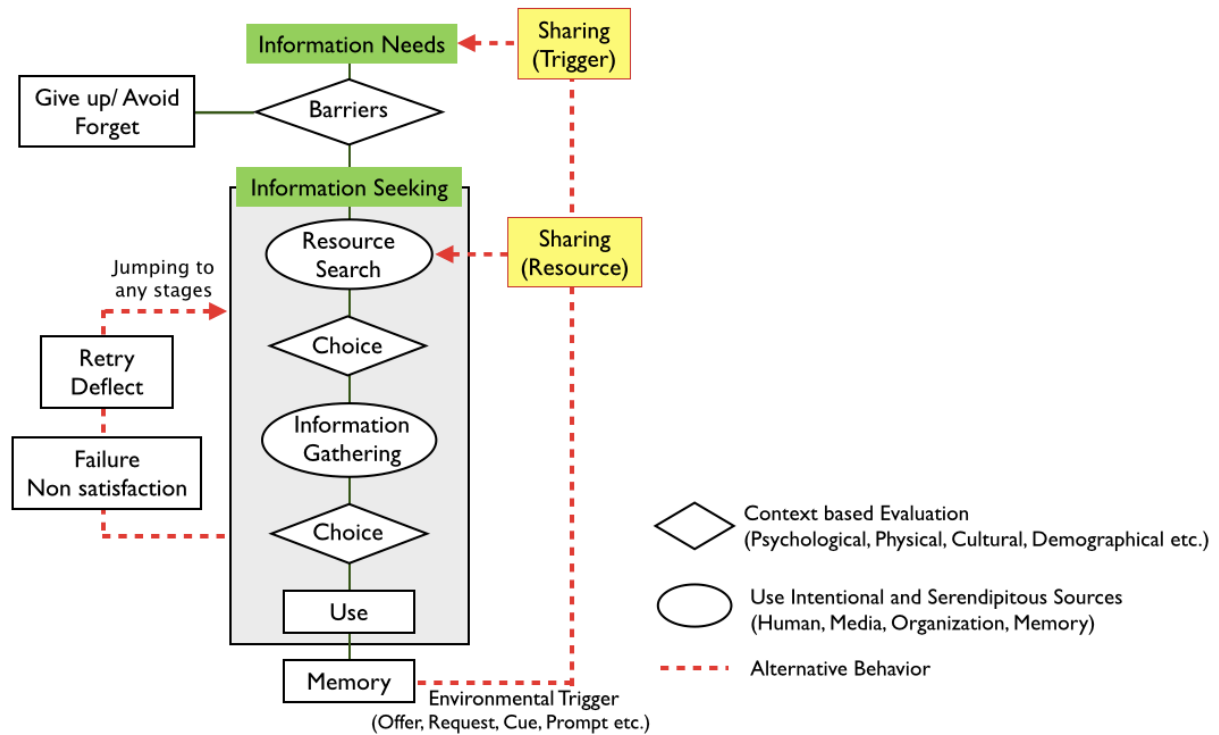 Information Needs
Sharing
(Trigger)
Give up/ Avoid
Forget
Barriers
Information Seeking
Resource
Search
Sharing
(Resource)
Jumping to
any stages
Choice
Retry
Deflect
Information
Gathering
Failure
Non satisfaction
Choice
Use
Memory
Environmental Trigger
(Offer, Request, Cue, Prompt etc.)
Context based Evaluation
(Psychological, Physical, Cultural, Demographical etc.)
Use Intentional and Serendipitous Sources
(Human, Media, Organization, Memory)
Alternative Behavior